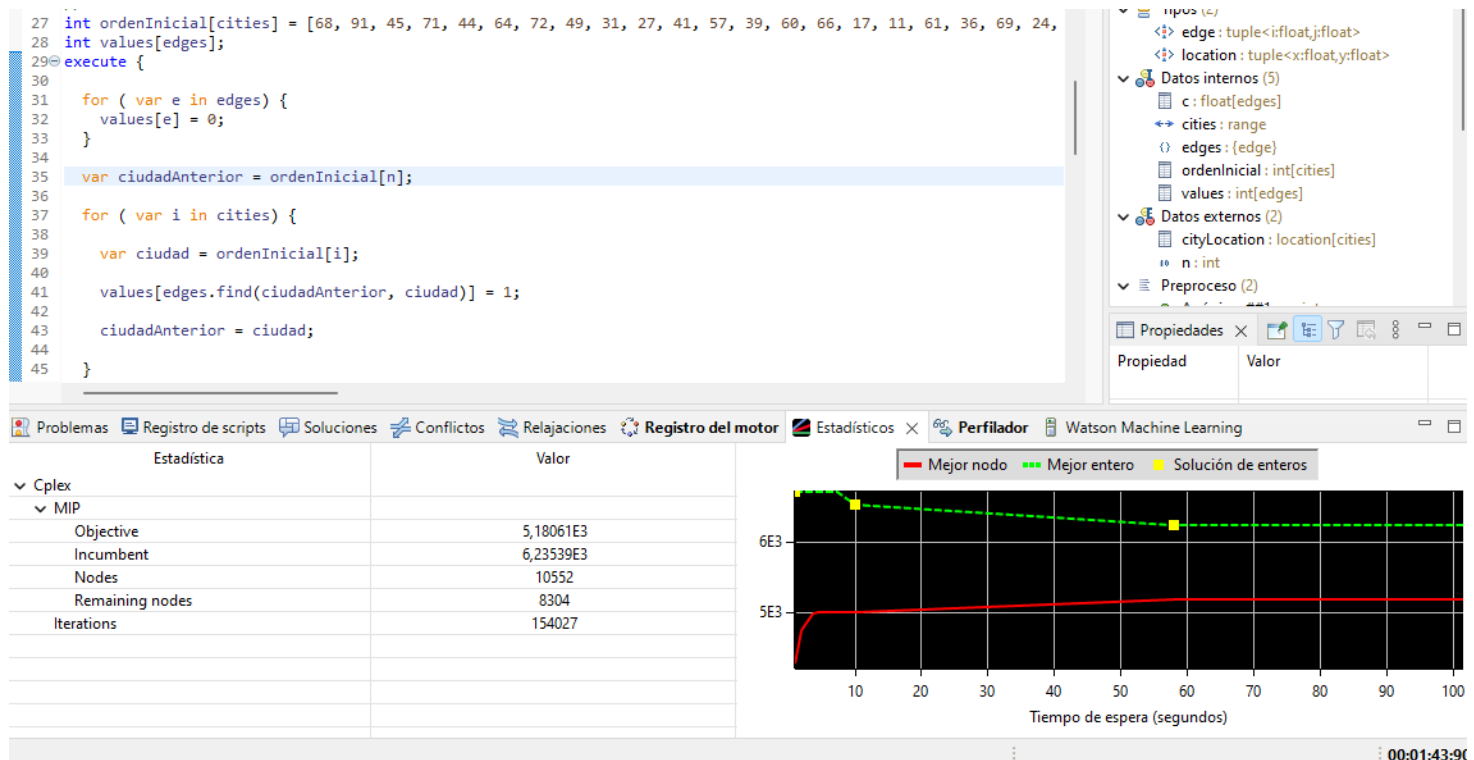 27 int ordenInicial[cities] = [68, 91, 45, 71, 44, 64, 72, 49, 31, 27, 41, 57, 39, 60, 66, 17, 11, 61, 36, 69, 24,
28 int values[edges];
29 execute {
30
31 for ( var e in edges) {
32 values[e] = 0;
33 }
34
35 var ciudadAnterior = ordenInicial[n];
36
37 for ( var i in cities) {
38
39 var ciudad = ordenInicial[i];
40
41 values[edges.find(ciudadAnterior, ciudad)] = 1;
42
43 ciudadAnterior = ciudad;
44
45 }
Tipos (2)
edge : tuple<i:float,j:float>
location : tuple<x:float,y:float>
Datos internos (5)
c : float[edges]
cities : range
edges : {edge}
ordenInicial : int[cities]
values : int[edges]
Datos externos (2)
cityLocation : location[cities]
n : int
Preproceso (2)
Propiedades
Propiedad Valor
Problemas Registro de scripts Soluciones Conflictos Relajaciones Registro del motor Estadísticos Perfilador Watson Machine Learning
Estadística Valor
Cplex
MIP
Objective 5,18061E3
Incumbent 6,23539E3
Nodes 10552
Remaining nodes 8304
Iterations 154027
Mejor nodo Mejor entero Solución de enteros
6E3
5E3
10 20 30 40 50 60 70 80 90 100
Tiempo de espera (segundos)
00:01:43:90